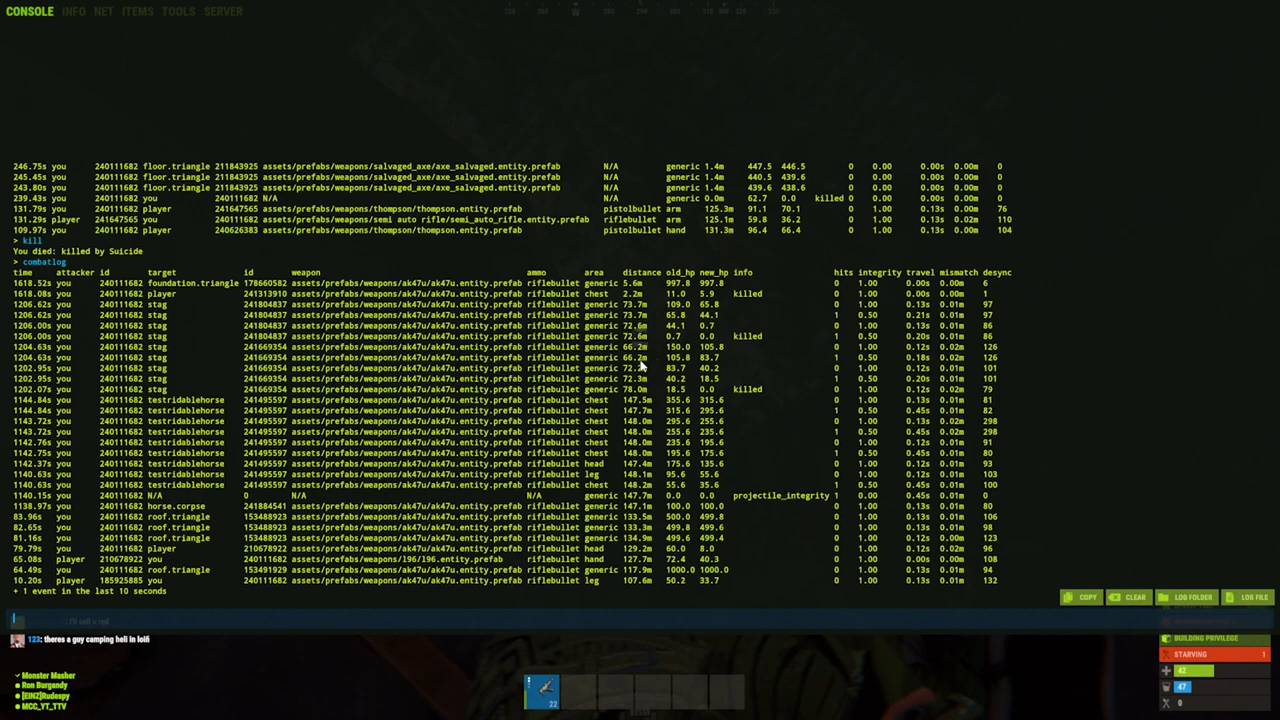 CONSOLE INFO NET ITEMS TOOLS SERVER
246.75s you 240111682 floor.triangle 211843925 assets/prefabs/weapons/salvaged_axe/axe_salvaged.entity.prefab N/A generic 1.4m 447.5 446.5 0 0.00 0.00s 0.00m 0
245.45s you 240111682 floor.triangle 211843925 assets/prefabs/weapons/salvaged_axe/axe_salvaged.entity.prefab N/A generic 1.4m 440.5 439.6 0 0.00 0.00s 0.00m 0
243.80s you 240111682 floor.triangle 211843925 assets/prefabs/weapons/salvaged_axe/axe_salvaged.entity.prefab N/A generic 1.4m 439.6 438.6 0 0.00 0.00s 0.00m 0
239.43s you 240111682 you 240111682 N/A N/A generic 0.0m 62.7 0.0 killed 0 0.00 0.00s 0.00m 0
131.79s you 240111682 player 241647565 assets/prefabs/weapons/thompson/thompson.entity.prefab pistolbullet arm 125.3m 91.1 70.1 0 1.00 0.13s 0.00m 76
131.29s player 241647565 you 240111682 assets/prefabs/weapons/semi auto rifle/semi_auto_rifle.entity.prefab riflebullet arm 125.1m 59.8 36.2 0 1.00 0.13s 0.02m 110
109.97s you 240111682 player 240626383 assets/prefabs/weapons/thompson/thompson.entity.prefab pistolbullet hand 131.3m 96.4 66.4 0 1.00 0.13s 0.00m 104
> kill
You died: killed by Suicide
> combatlog
time attacker id target id weapon ammo area distance old_hp new_hp info hits integrity travel mismatch desync
1618.52s you 240111682 foundation.triangle 178660582 assets/prefabs/weapons/ak47u/ak47u.entity.prefab riflebullet generic 5.6m 997.8 997.8 0 1.00 0.00s 0.00m 6
1618.08s you 240111682 player 241313910 assets/prefabs/weapons/ak47u/ak47u.entity.prefab riflebullet chest 2.2m 11.0 5.9 killed 0 1.00 0.00s 0.00m 1
1206.62s you 240111682 stag 241804837 assets/prefabs/weapons/ak47u/ak47u.entity.prefab riflebullet generic 73.7m 109.0 65.8 0 1.00 0.13s 0.01m 97
1206.62s you 240111682 stag 241804837 assets/prefabs/weapons/ak47u/ak47u.entity.prefab riflebullet generic 73.7m 65.8 44.1 1 0.50 0.21s 0.01m 97
1206.00s you 240111682 stag 241804837 assets/prefabs/weapons/ak47u/ak47u.entity.prefab riflebullet generic 72.6m 44.1 0.7 0 1.00 0.13s 0.02m 86
1206.00s you 240111682 stag 241804837 assets/prefabs/weapons/ak47u/ak47u.entity.prefab riflebullet generic 72.6m 0.7 0.0 killed 1 0.50 0.20s 0.01m 86
1204.63s you 240111682 stag 241669354 assets/prefabs/weapons/ak47u/ak47u.entity.prefab riflebullet generic 66.2m 150.0 105.8 0 1.00 0.12s 0.02m 126
1204.63s you 240111682 stag 241669354 assets/prefabs/weapons/ak47u/ak47u.entity.prefab riflebullet generic 66.2m 105.8 83.7 1 0.50 0.18s 0.02m 126
1202.95s you 240111682 stag 241669354 assets/prefabs/weapons/ak47u/ak47u.entity.prefab riflebullet generic 83.7 40.2 0 1.00 0.12s 0.01m 101
1202.95s you 240111682 stag 241669354 assets/prefabs/weapons/ak47u/ak47u.entity.prefab riflebullet generic 72.3m 40.2 18.5 1 0.50 0.20s 0.01m 101
1202.07s you 240111682 stag 241669354 assets/prefabs/weapons/ak47u/ak47u.entity.prefab riflebullet generic 78.0m 18.5 0.0 killed 0 1.00 0.12s 0.02m 79
1144.84s you 240111682 testridablehorse 241495597 assets/prefabs/weapons/ak47u/ak47u.entity.prefab riflebullet chest 147.5m 355.6 315.6 0 1.00 0.13s 0.01m 81
1144.84s you 240111682 testridablehorse 241495597 assets/prefabs/weapons/ak47u/ak47u.entity.prefab riflebullet chest 147.7m 315.6 295.6 1 0.50 0.45s 0.01m 82
1143.72s you 240111682 testridablehorse 241495597 assets/prefabs/weapons/ak47u/ak47u.entity.prefab riflebullet chest 148.0m 295.6 255.6 0 1.00 0.13s 0.02m 298
1143.72s you 240111682 testridablehorse 241495597 assets/prefabs/weapons/ak47u/ak47u.entity.prefab riflebullet chest 148.0m 255.6 235.6 1 0.50 0.45s 0.02m 298
1142.76s you 240111682 testridablehorse 241495597 assets/prefabs/weapons/ak47u/ak47u.entity.prefab riflebullet chest 148.0m 235.6 195.6 0 1.00 0.13s 0.01m 91
1142.75s you 240111682 testridablehorse 241495597 assets/prefabs/weapons/ak47u/ak47u.entity.prefab riflebullet chest 148.0m 195.6 175.6 1 0.50 0.45s 0.01m 80
1142.37s you 240111682 testridablehorse 241495597 assets/prefabs/weapons/ak47u/ak47u.entity.prefab riflebullet head 147.4m 175.6 135.6 0 1.00 0.12s 0.01m 93
1140.63s you 240111682 testridablehorse 241495597 assets/prefabs/weapons/ak47u/ak47u.entity.prefab riflebullet leg 148.1m 95.6 55.6 0 1.00 0.12s 0.01m 103
1140.63s you 240111682 testridablehorse 241495597 assets/prefabs/weapons/ak47u/ak47u.entity.prefab riflebullet chest 148.2m 55.6 35.6 1 0.50 0.45s 0.01m 100
1140.15s you 240111682 N/A 0 N/A N/A generic 147.7m 0.0 0.0 projectile_integrity 1 0.00 0.45s 0.00m 0
1138.97s you 240111682 horse.corpse 241884541 assets/prefabs/weapons/ak47u/ak47u.entity.prefab riflebullet generic 147.1m 100.0 100.0 0 1.00 0.13s 0.01m 80
83.96s you 240111682 roof.triangle 153488923 assets/prefabs/weapons/ak47u/ak47u.entity.prefab riflebullet generic 133.5m 500.0 499.8 0 1.00 0.13s 0.02m 106
82.65s you 240111682 roof.triangle 153488923 assets/prefabs/weapons/ak47u/ak47u.entity.prefab riflebullet generic 133.3m 499.8 499.6 0 1.00 0.13s 0.01m 98
81.16s you 240111682 roof.triangle 153488923 assets/prefabs/weapons/ak47u/ak47u.entity.prefab riflebullet generic 134.9m 499.6 499.4 0 1.00 0.12s 0.01m 123
79.79s you 240111682 player 210678922 assets/prefabs/weapons/ak47u/ak47u.entity.prefab riflebullet head 129.2m 60.0 8.0 0 1.00 0.12s 0.02m 96
65.08s player 210678922 you 240111682 assets/prefabs/weapons/l96/l96.entity.prefab riflebullet hand 127.7m 72.4 40.3 0 1.00 0.00s 0.00m 108
64.49s you 240111682 roof.triangle 153491929 assets/prefabs/weapons/ak47u/ak47u.entity.prefab riflebullet generic 117.9m 1000.0 1000.0 0 1.00 0.13s 0.01m 94
10.20s player 185925885 you 240111682 assets/prefabs/weapons/ak47u/ak47u.entity.prefab riflebullet leg 107.6m 50.2 33.7 0 1.00 0.13s 0.01m 132
+ 1 event in the last 10 seconds
COPY CLEAR LOG FOLDER LOG FILE
123: theres a guy camping heli in loifi
BUILDING PRIVILEGE
STARVING 1
42
47
0
Monster Masher
Ron Burgandy
[EINZ]Rudespy
MCC_YT_TTV
22